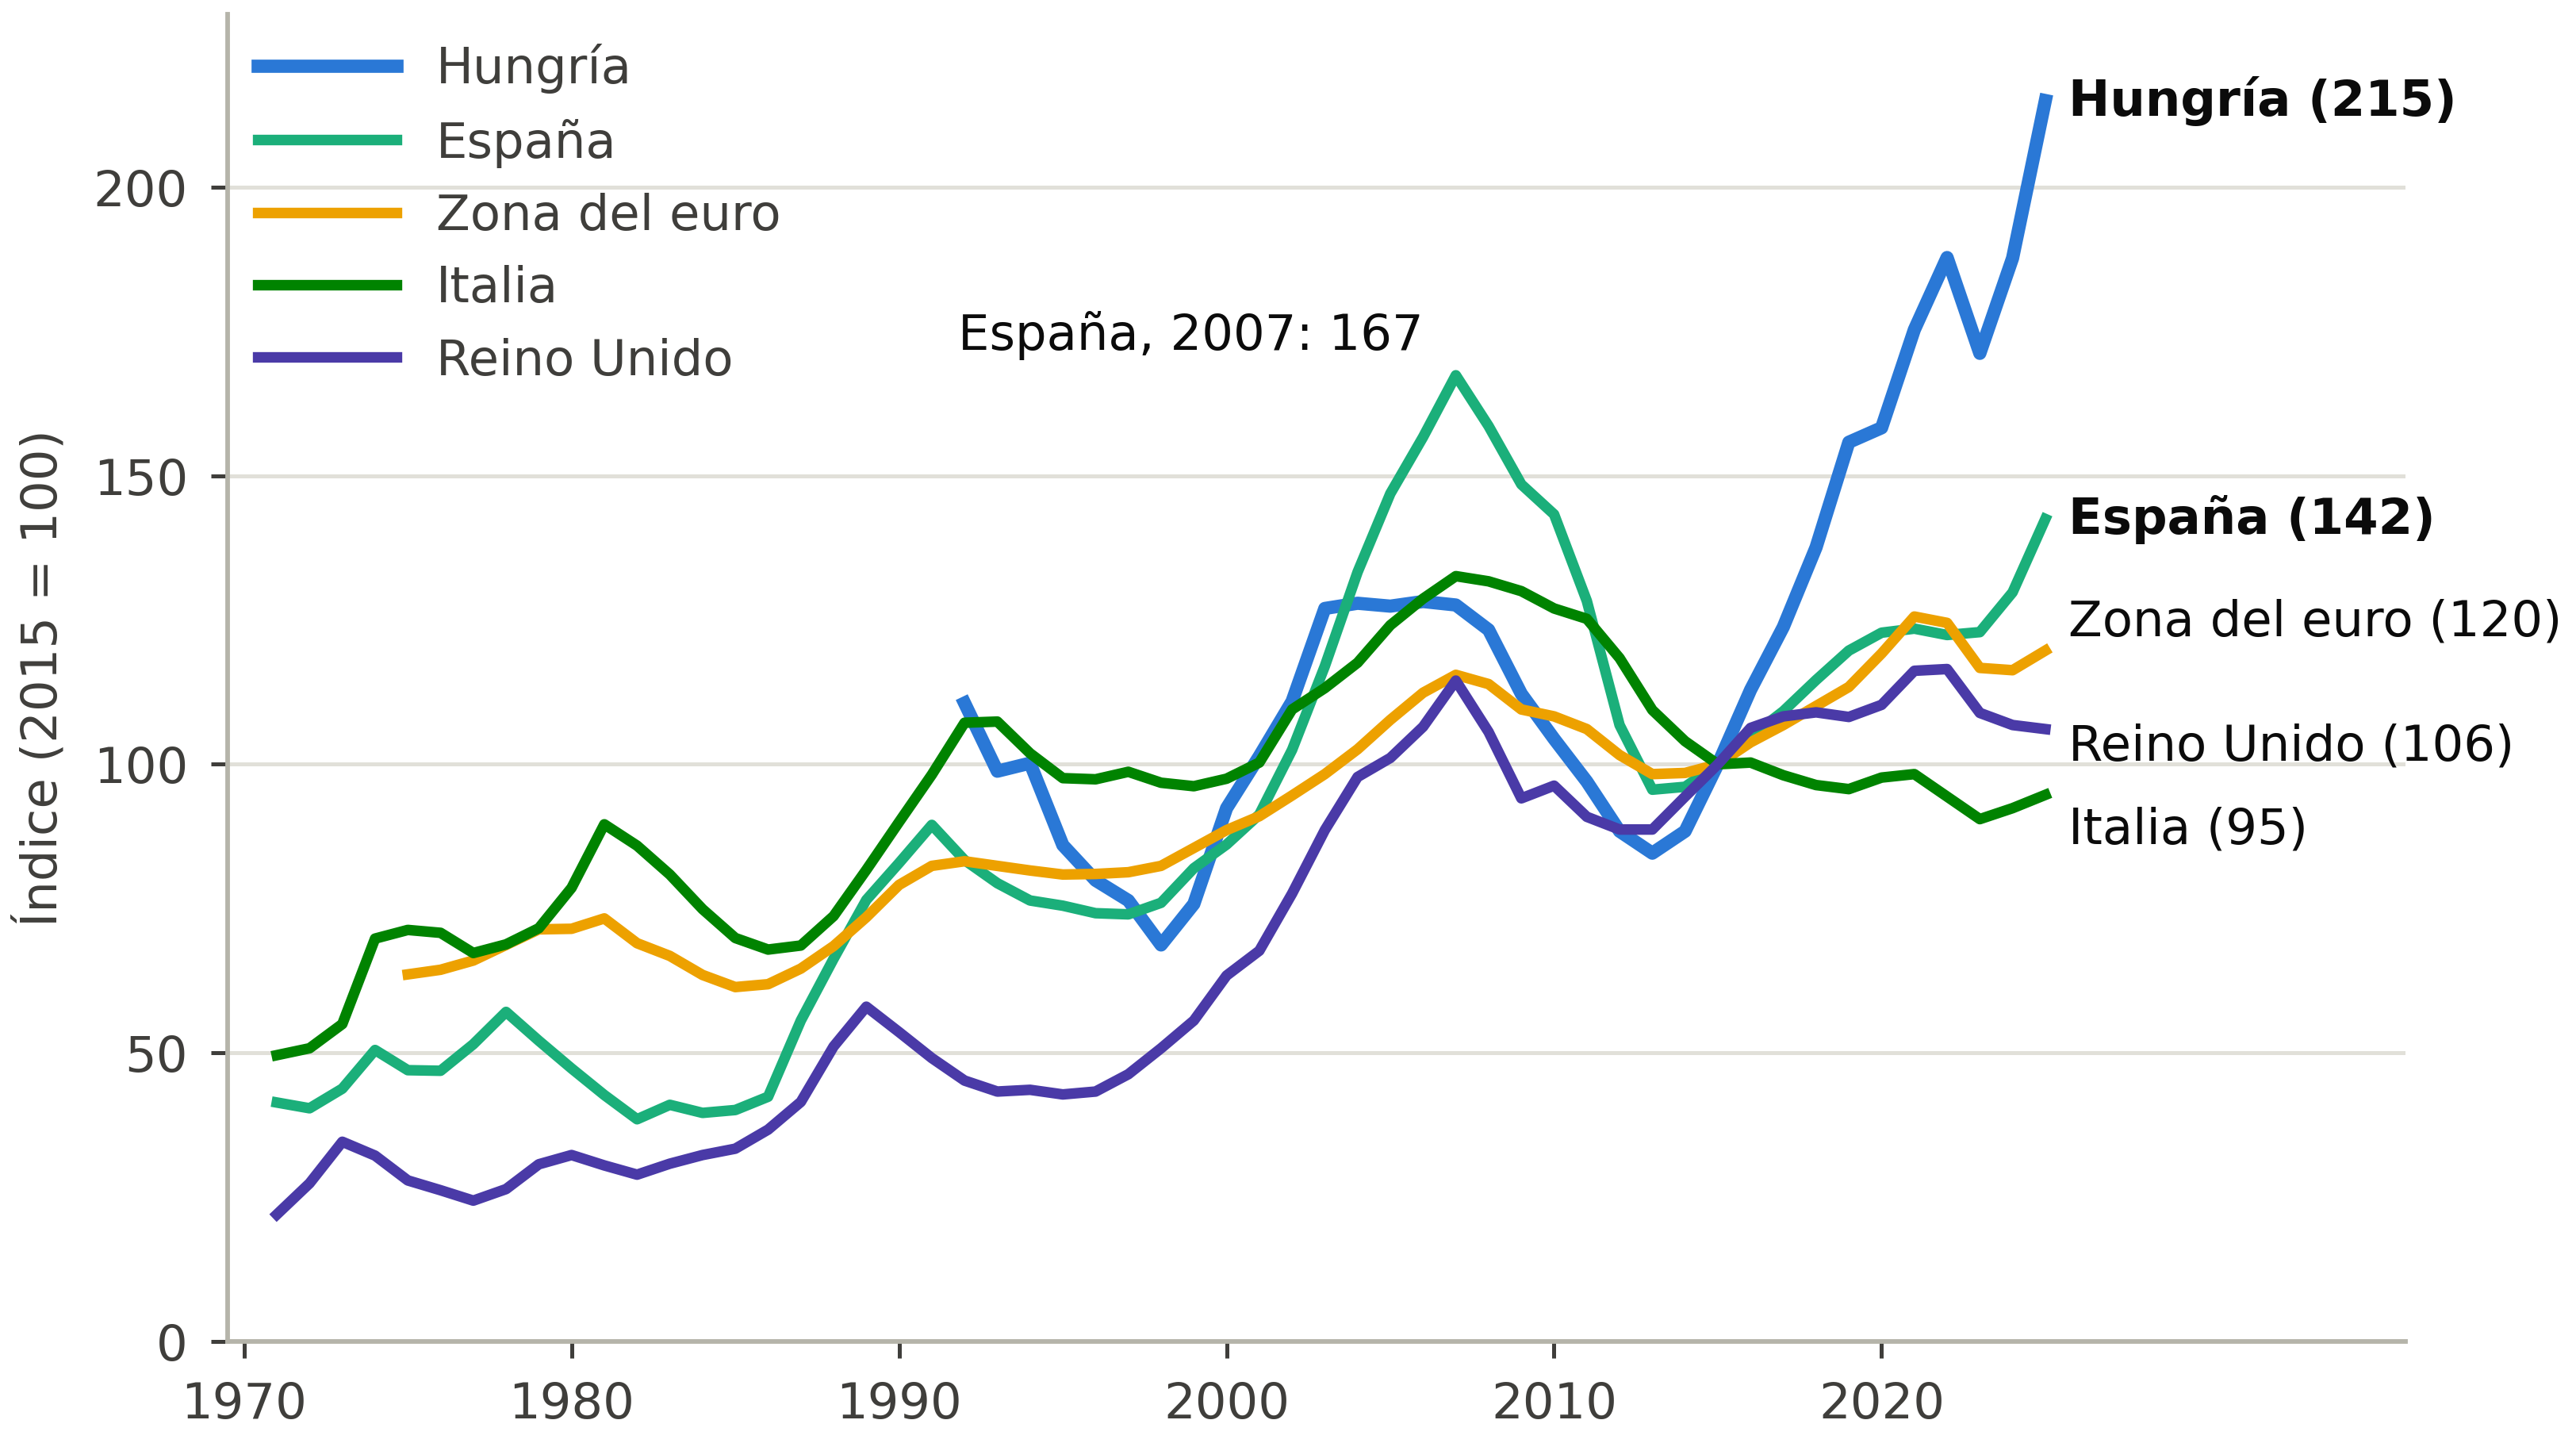 Hungría
España
Zona del euro
Italia
Reino Unido
Hungría (215)
España, 2007: 167
España (142)
Zona del euro (120)
Reino Unido (106)
Italia (95)
Índice (2015 = 100)
200
150
100
50
0
1970
1980
1990
2000
2010
2020